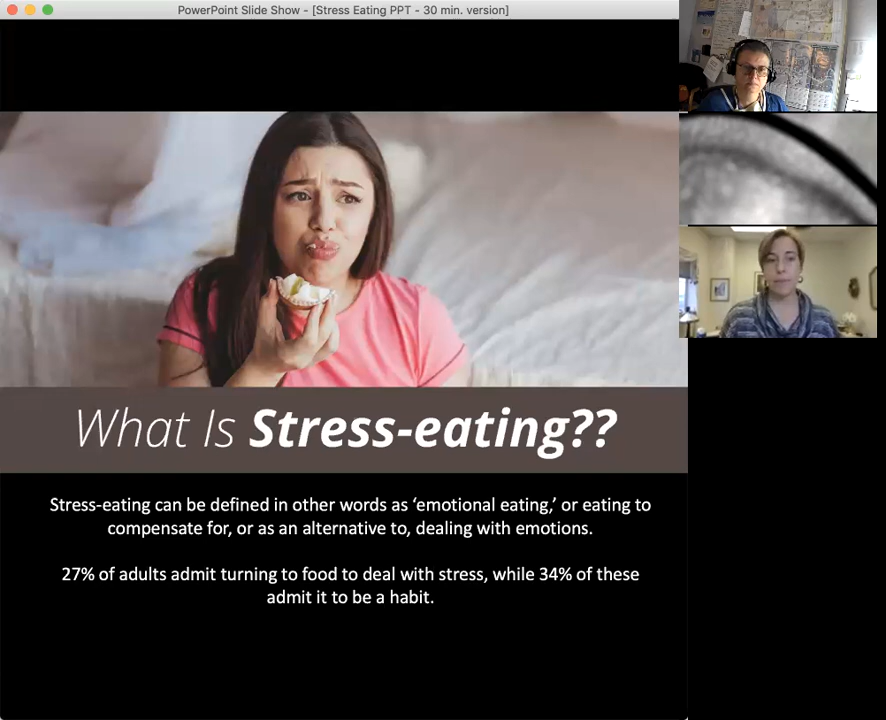 PowerPoint Slide Show - [Stress Eating PPT - 30 min. version]
What Is Stress-eating??
Stress-eating can be defined in other words as ‘emotional eating,’ or eating to
compensate for, or as an alternative to, dealing with emotions.
27% of adults admit turning to food to deal with stress, while 34% of these
admit it to be a habit.